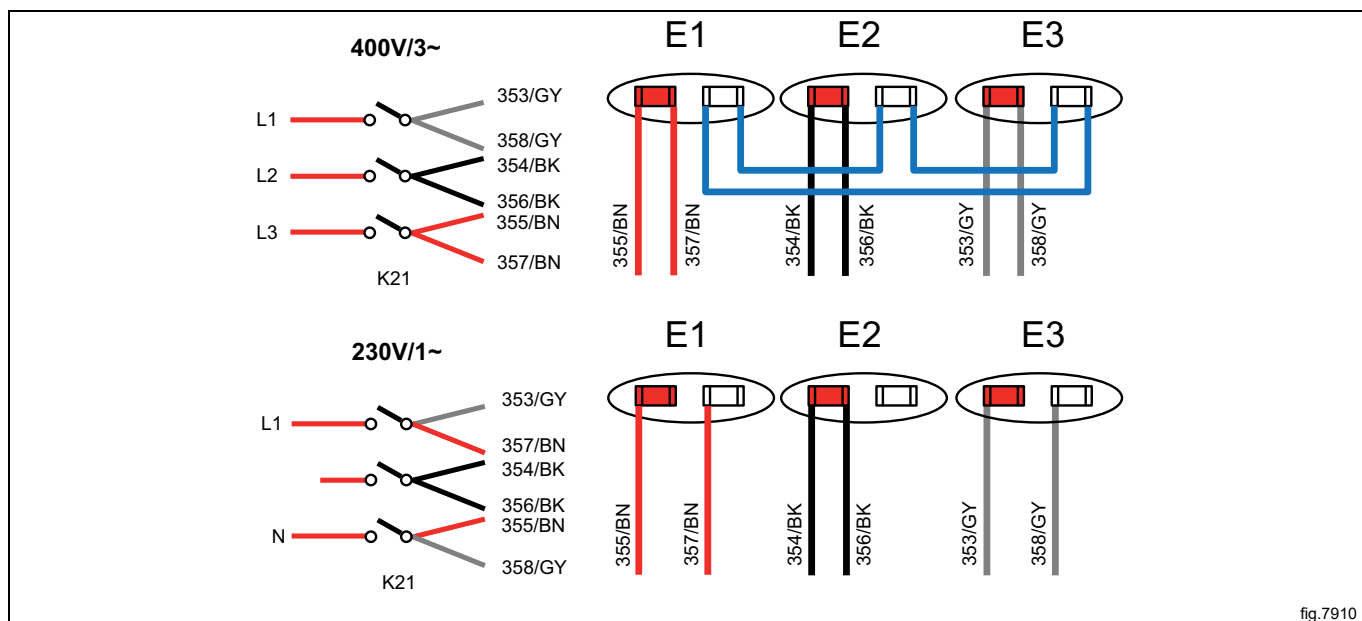 400V/3~
E1 E2 E3
L1
353/GY
358/GY
L2
354/BK
356/BK
L3
355/BN
357/BN
K21
355/BN
357/BN
354/BK
356/BK
353/GY
358/GY
230V/1~
E1 E2 E3
L1
353/GY
357/BN
354/BK
356/BK
N
355/BN
358/GY
K21
355/BN
357/BN
354/BK
356/BK
353/GY
358/GY
fig.7910